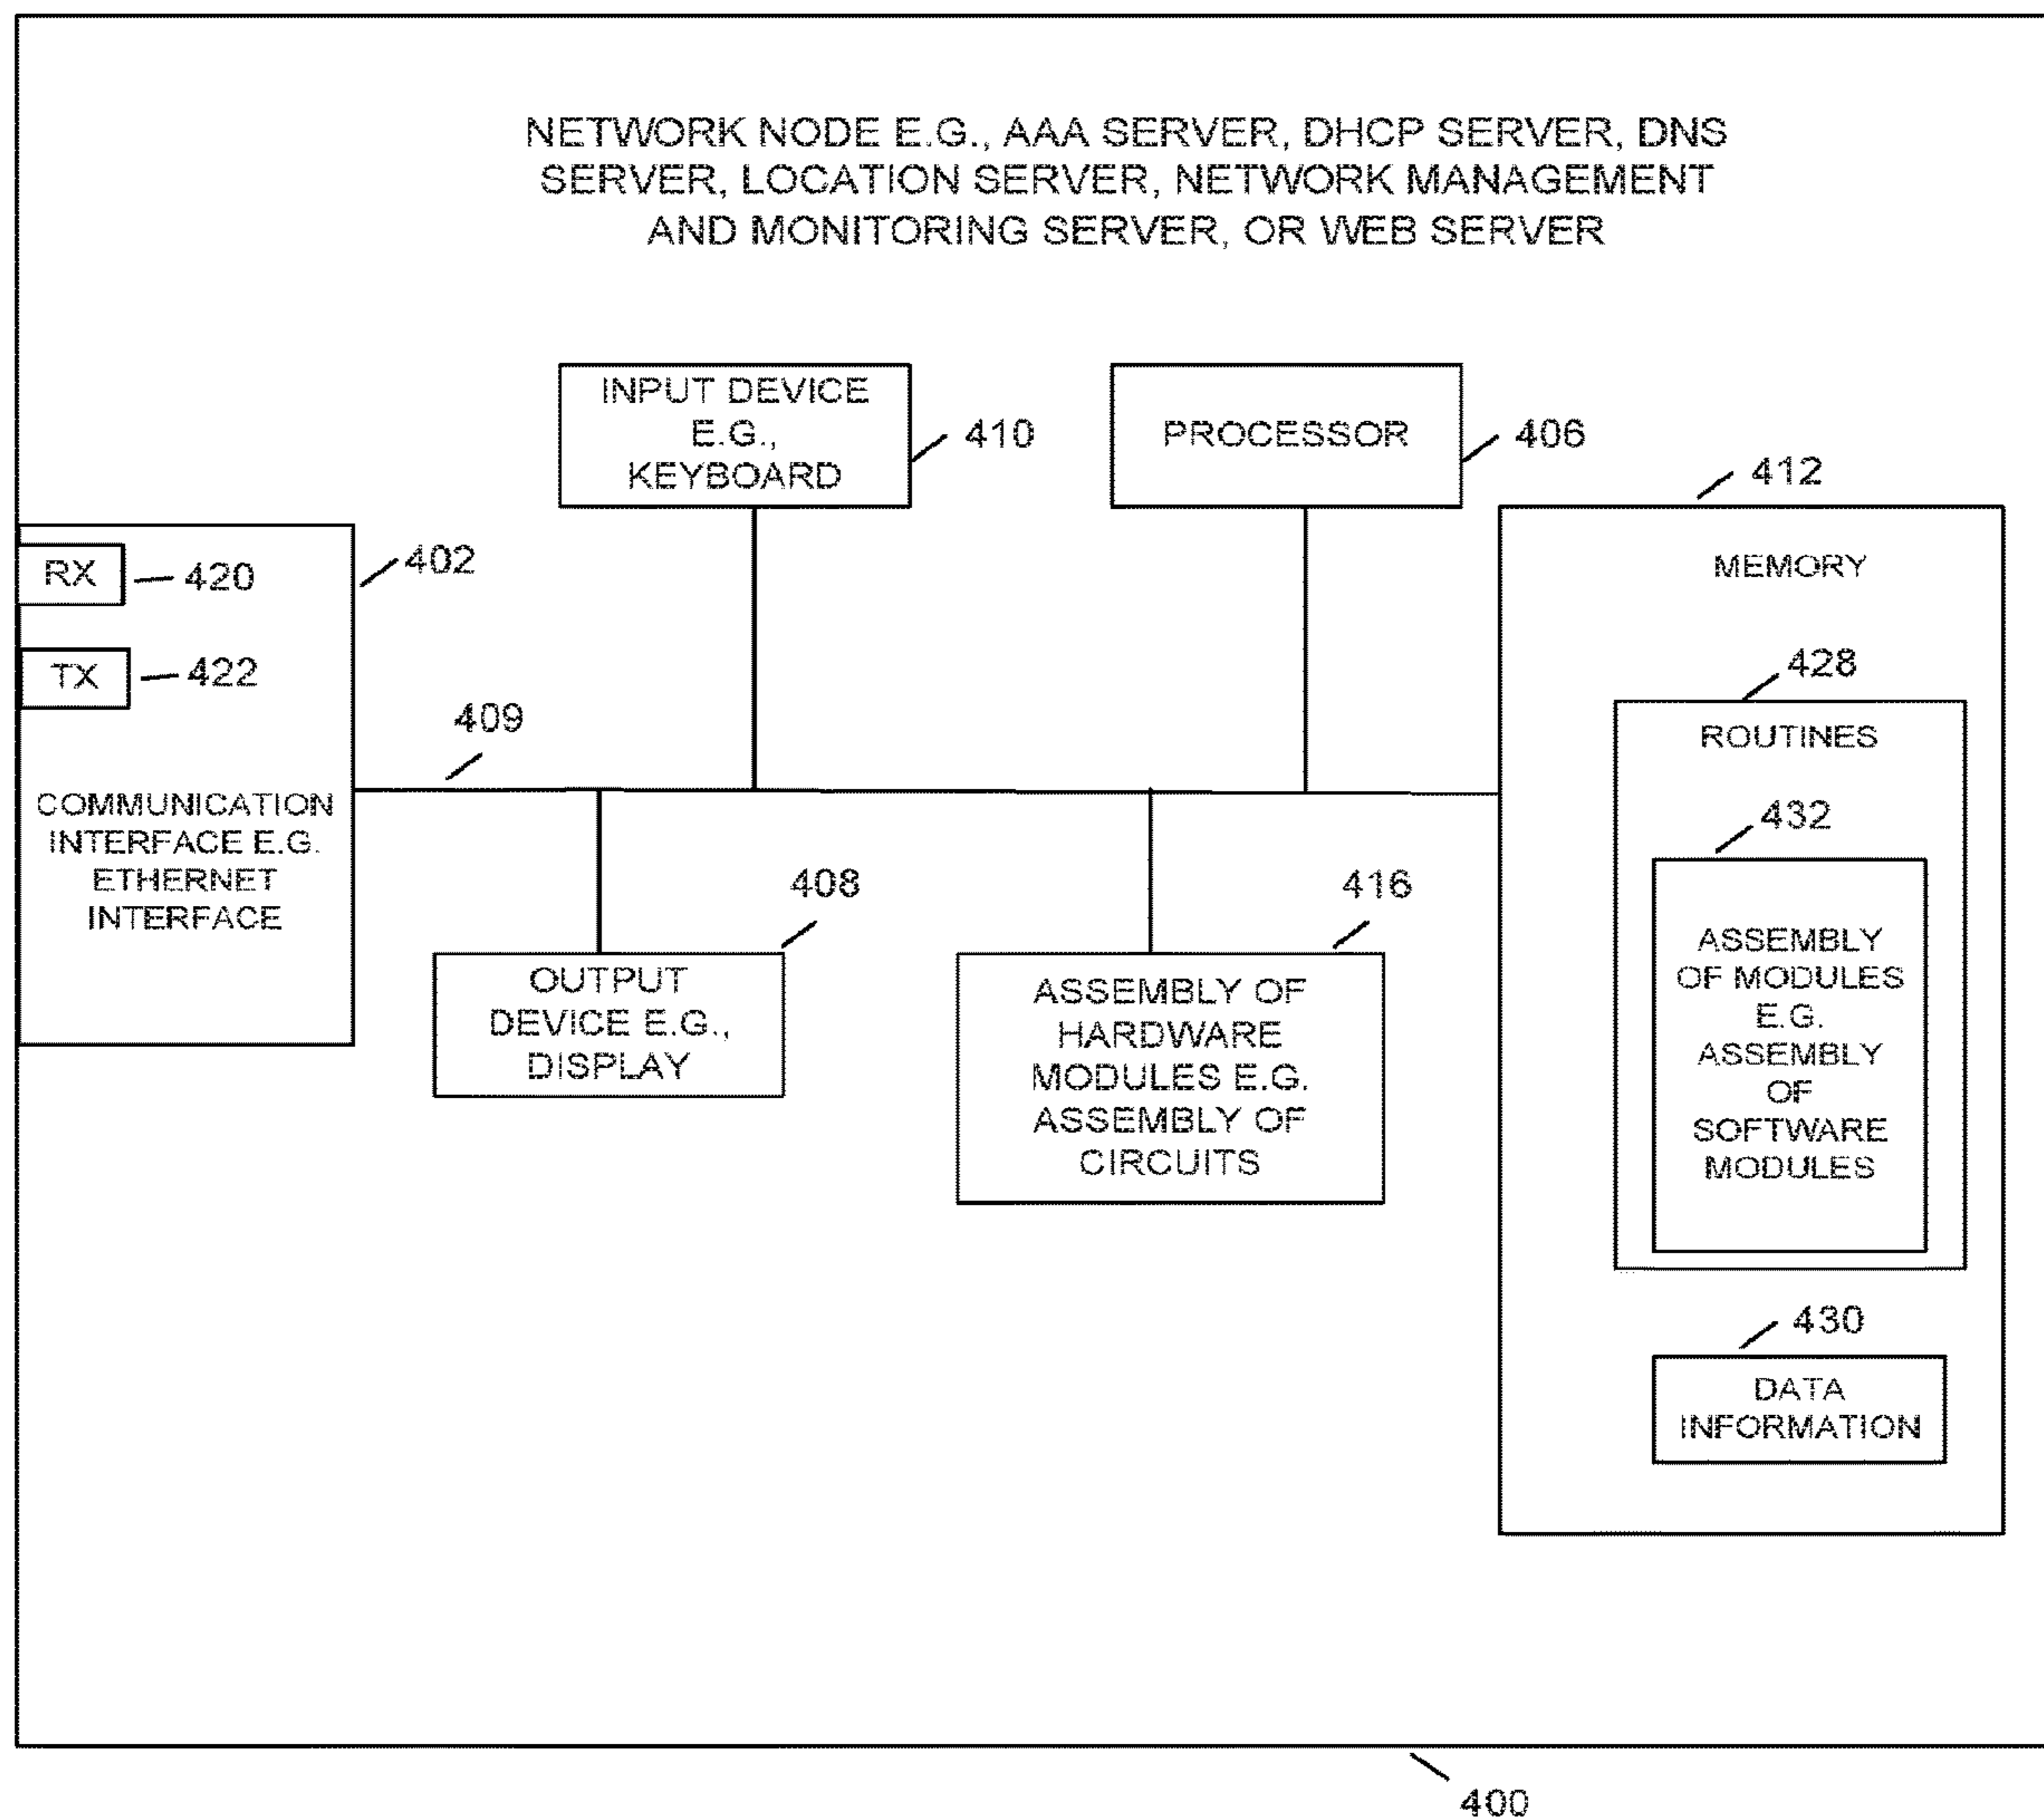 NETWORK NODE E.G., AAA SERVER, DHCP SERVER, DNS
SERVER, LOCATION SERVER, NETWORK MANAGEMENT
AND MONITORING SERVER, OR WEB SERVER
INPUT DEVICE
E.G.,
KEYBOARD
410
PROCESSOR
406
412
RX
420
402
TX
422
COMMUNICATION
INTERFACE E.G.
ETHERNET
INTERFACE
409
MEMORY
428
ROUTINES
432
ASSEMBLY
OF MODULES
E.G.
ASSEMBLY
OF
SOFTWARE
MODULES
408
OUTPUT
DEVICE E.G.,
DISPLAY
416
ASSEMBLY OF
HARDWARE
MODULES E.G.
ASSEMBLY OF
CIRCUITS
430
DATA
INFORMATION
400